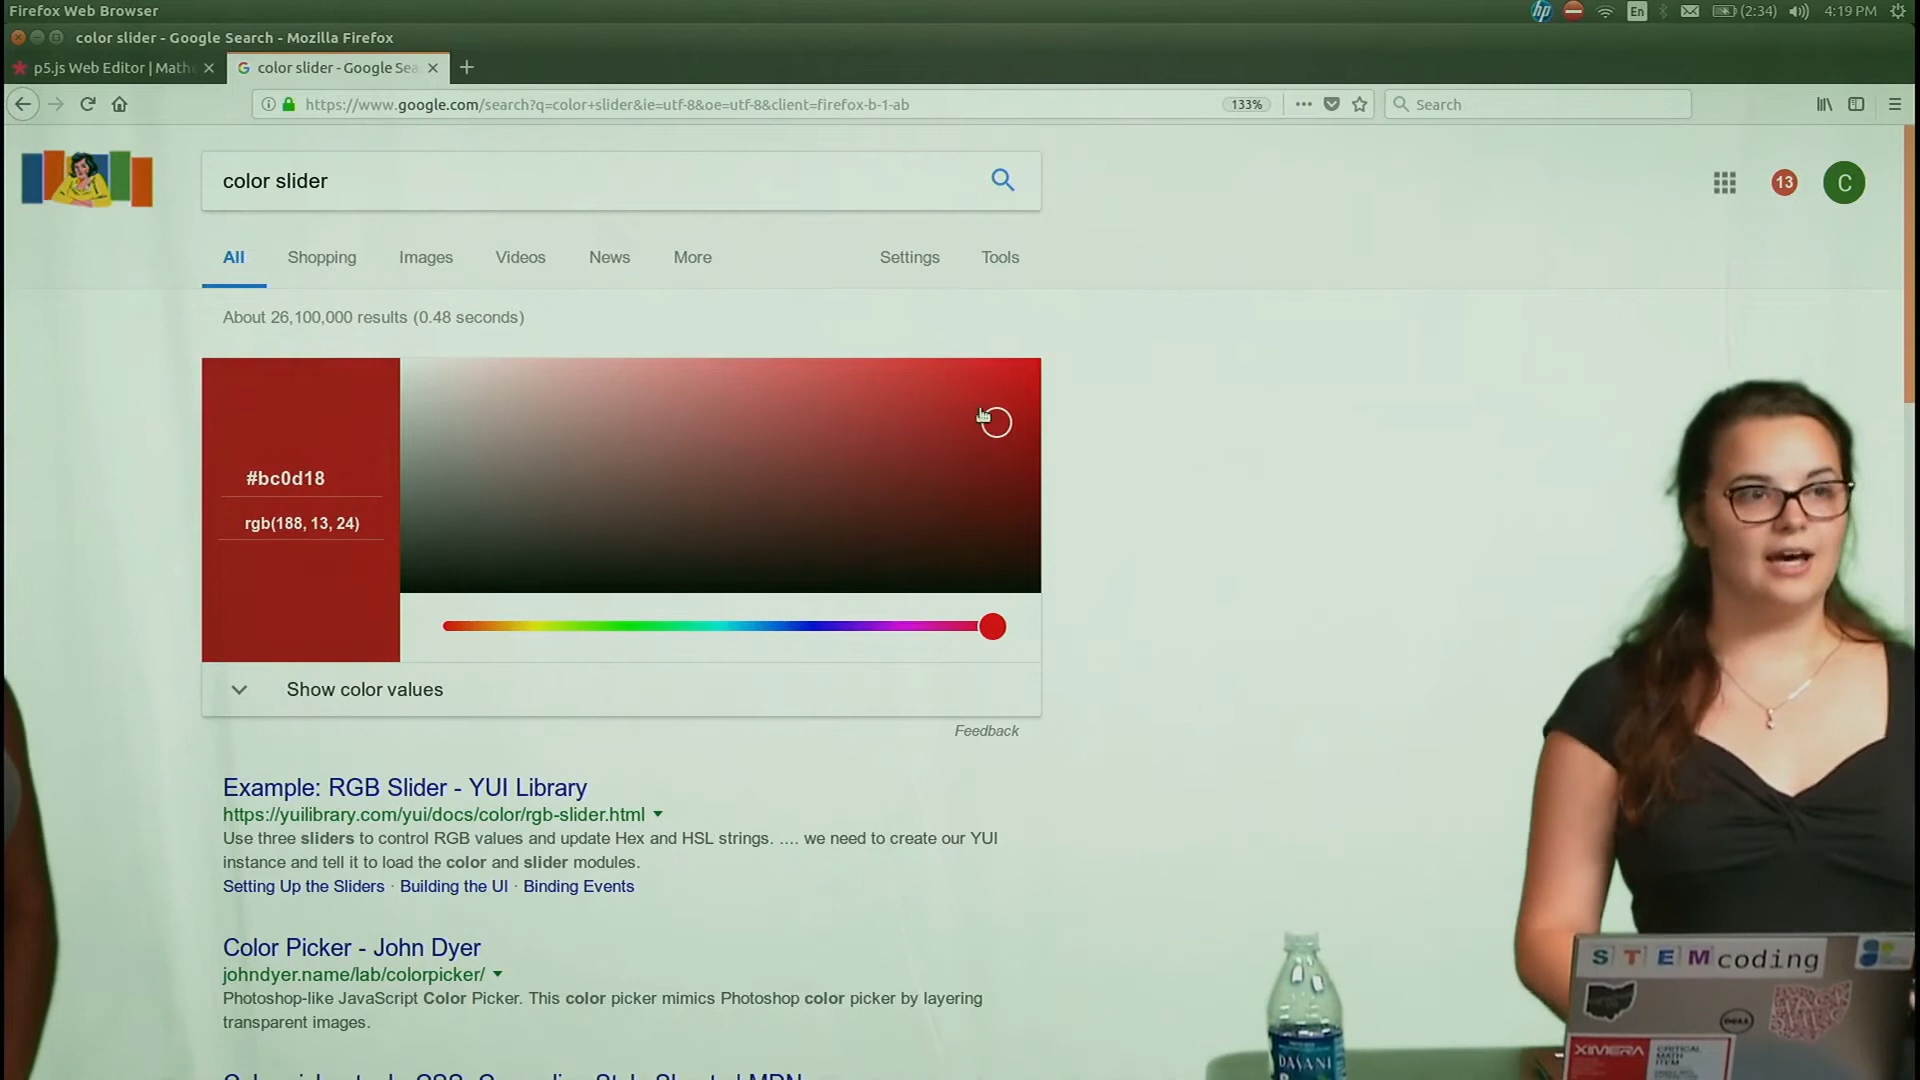 Firefox Web Browser
En
(2:34)
4:19 PM
color slider - Google Search - Mozilla Firefox
p5.js Web Editor | Math
color slider - Google Sea
https://www.google.com/search?q=color+slider&ie=utf-8&oe=utf-8&client=firefox-b-1-ab
133%
Search
color slider
13
C
All
Shopping
Images
Videos
News
More
Settings
Tools
About 26,100,000 results (0.48 seconds)
#bc0d18
rgb(188, 13, 24)
Show color values
Feedback
Example: RGB Slider - YUI Library
https://yuilibrary.com/yui/docs/color/rgb-slider.html
Use three sliders to control RGB values and update Hex and HSL strings. .... we need to create our YUI
instance and tell it to load the color and slider modules.
Setting Up the Sliders · Building the UI · Binding Events
Color Picker - John Dyer
johndyer.name/lab/colorpicker/
Photoshop-like JavaScript Color Picker. This color picker mimics Photoshop color picker by layering
transparent images.
STEMcoding
DELL
XIMERA
CRITICAL
MATH
ITEM
DASANI